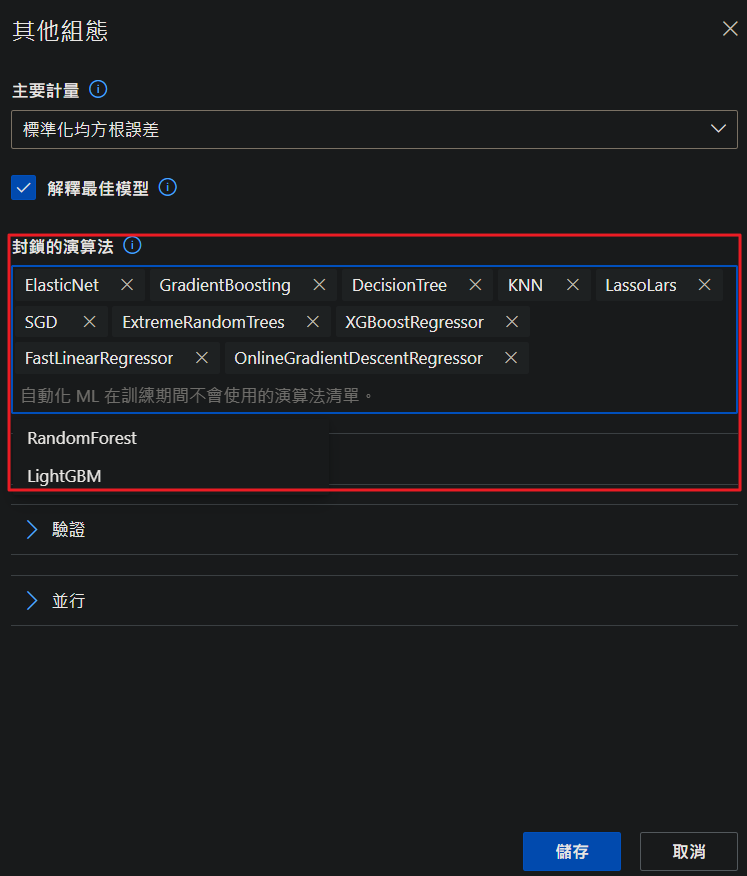 其他組態
主要計量
標準化均方根誤差
解釋最佳模型
封鎖的演算法
ElasticNet GradientBoosting DecisionTree KNN LassoLars
SGD ExtremeRandomTrees XGBoostRegressor
FastLinearRegressor OnlineGradientDescentRegressor
自動化 ML 在訓練期間不會使用的演算法清單。
RandomForest
LightGBM
驗證
並行
儲存 取消